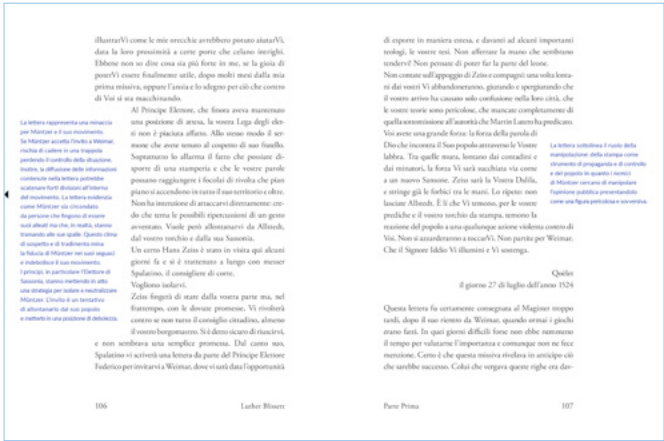 illustrarVi come le mie orecchie avrebbero potuto aiutarVi,
data la loro prossimità a certe porte che celano intrighi.
Ebbene non so dire cosa sia più forte in me, se la gioia di
poterVi essere finalmente utile, dopo molti mesi dalla mia
prima missiva, oppure l'ansia e lo sdegno per ciò che contro
di Voi si sta macchinando.
Al Principe Elettore, che finora aveva mantenuto
una posizione di attesa, la vostra Lega degli elet-
ti non è piaciuta affatto. Allo stesso modo il ser-
mone che avete tenuto al cospetto di suo fratello.
Soprattutto lo allarma il fatto che possiate di-
sporre di una stamperia e che le vostre parole
possano raggiungere i focolai di rivolta che pian
piano si accendono in tutto il suo territorio e oltre.
Non ha intenzione di attaccarvi direttamente: cre-
do che tema le possibili ripercussioni di un gesto
avventato. Vuole però allontanarvi da Allstedt,
dal vostro torchio e dalla sua Sassonia.
Un certo Hans Zeiss è stato in visita qui alcuni
giorni fa e si è trattenuto a lungo con messer
Spalatino, il consigliere di corte.
Vogliono isolarvi.
Zeiss fingerà di stare dalla vostra parte ma, nel
frattempo, con le dovute promesse, Vi rivolterà
contro se non tutto il consiglio cittadino, almeno
il vostro borgomastro. Si è detto sicuro di riuscirvi,
e non sembrava una semplice promessa. Dal canto suo,
Spalatino vi scriverà una lettera da parte del Principe Elettore
Federico per invitarvi a Weimar, dove vi sarà data l'opportunità
La lettera rappresenta una minaccia
per Müntzer e il suo movimento.
Se Müntzer accetta l'invito a Weimar,
rischia di cadere in una trappola
perdendo il controllo della situazione.
Inoltre, la diffusione delle informazioni
contenute nella lettera potrebbe
scatenare forti divisioni all'interno
del movimento. La lettera evidenzia
come Müntzer sia circondato
da persone che fingono di essere
suoi alleati ma che, in realtà, stanno
tramando alle sue spalle. Questo clima
di sospetto e di tradimento mina
la fiducia di Müntzer nei suoi seguaci
e indebolisce il suo movimento.
I principi, in particolare l'Elettore di
Sassonia, stanno mettendo in atto
una strategia per isolare e neutralizzare
Müntzer. L'invito è un tentativo
di allontanarlo dal suo popolo
e metterlo in una posizione di debolezza.
106
Luther Blissett
di esporre in maniera estesa, e davanti ad alcuni importanti
teologi, le vostre tesi. Non afferrate la mano che sembrano
tendervi! Non pensate di poter far la parte del leone.
Non contate sull'appoggio di Zeiss e compagni: una volta lonta-
ni dai vostri Vi abbandoneranno, giurando e spergiurando che
il vostro arrivo ha causato solo confusione nella loro città, che
le vostre teorie sono pericolose, che mancate completamente di
quella sottomissione all'autorità che Martin Lutero ha predicato.
Voi avete una grande forza: la forza della parola di
Dio che incontra il Suo popolo attraverso le Vostre
labbra. Tra quelle mura, lontano dai contadini e
dai minatori, la forza Vi sarà succhiata via come
a un nuovo Sansone. Zeiss sarà la Vostra Dalila,
e stringe già le forbici tra le mani. Lo ripeto: non
lasciate Allstedt. È lì che Vi temono, per le vostre
prediche e il vostro torchio da stampa, temono la
reazione del popolo a una qualunque azione violenta contro di
Voi. Non si azzarderanno a toccarVi. Non partite per Weimar.
Che il Signore Iddio Vi illumini e Vi sostenga.
Qoèlet
il giorno 27 di luglio dell'anno 1524
Questa lettera fu certamente consegnata al Magister troppo
tardi, dopo il suo rientro da Weimar, quando ormai i giochi
erano fatti. In quei giorni difficili forse non ebbe nemmeno
il tempo per valutarne l'importanza e comunque non ne fece
menzione. Certo è che questa missiva rivelava in anticipo ciò
che sarebbe successo. Colui che vergava queste righe era dav-
La lettera sottolinea il ruolo della
manipolazione: della stampa come
strumento di propaganda e di controllo
e del popolo in quanto i nemici
di Müntzer cercano di manipolare
l'opinione pubblica presentandolo
come una figura pericolosa e sovversiva.
Parte Prima
107